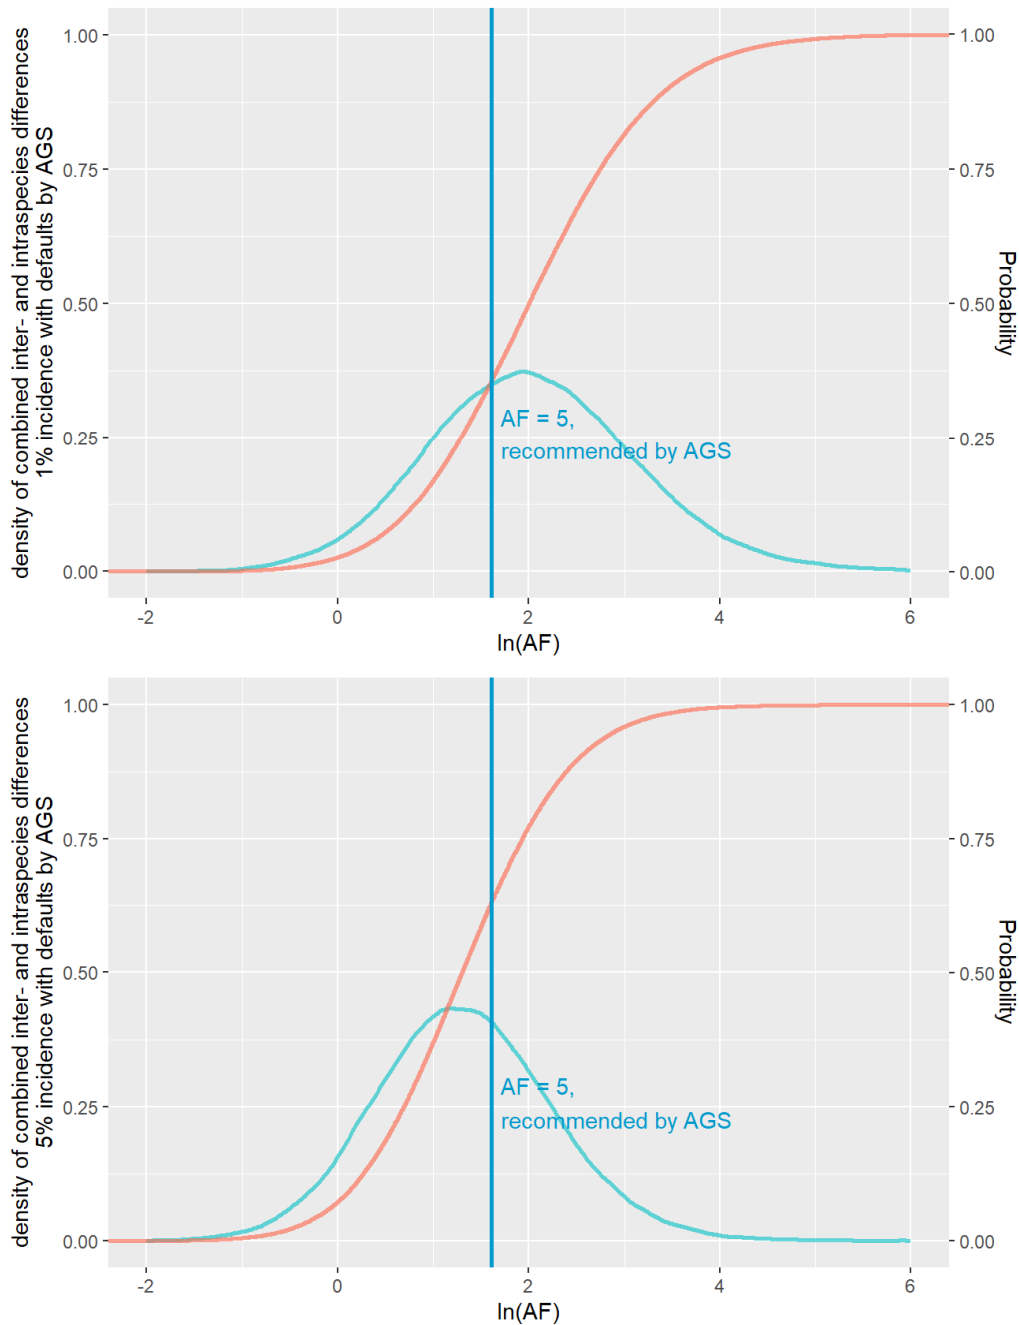 density of combined inter- and intraspecies differences
1% incidence with defaults by AGS
1.00
0.75
0.50
0.25
0.00
AF = 5,
recommended by AGS
1.00
0.75
0.50
0.25
0.00
Probability
-2 0 2 4 6
ln(AF)
density of combined inter- and intraspecies differences
5% incidence with defaults by AGS
1.00
0.75
0.50
0.25
0.00
AF = 5,
recommended by AGS
1.00
0.75
0.50
0.25
0.00
Probability
-2 0 2 4 6
ln(AF)